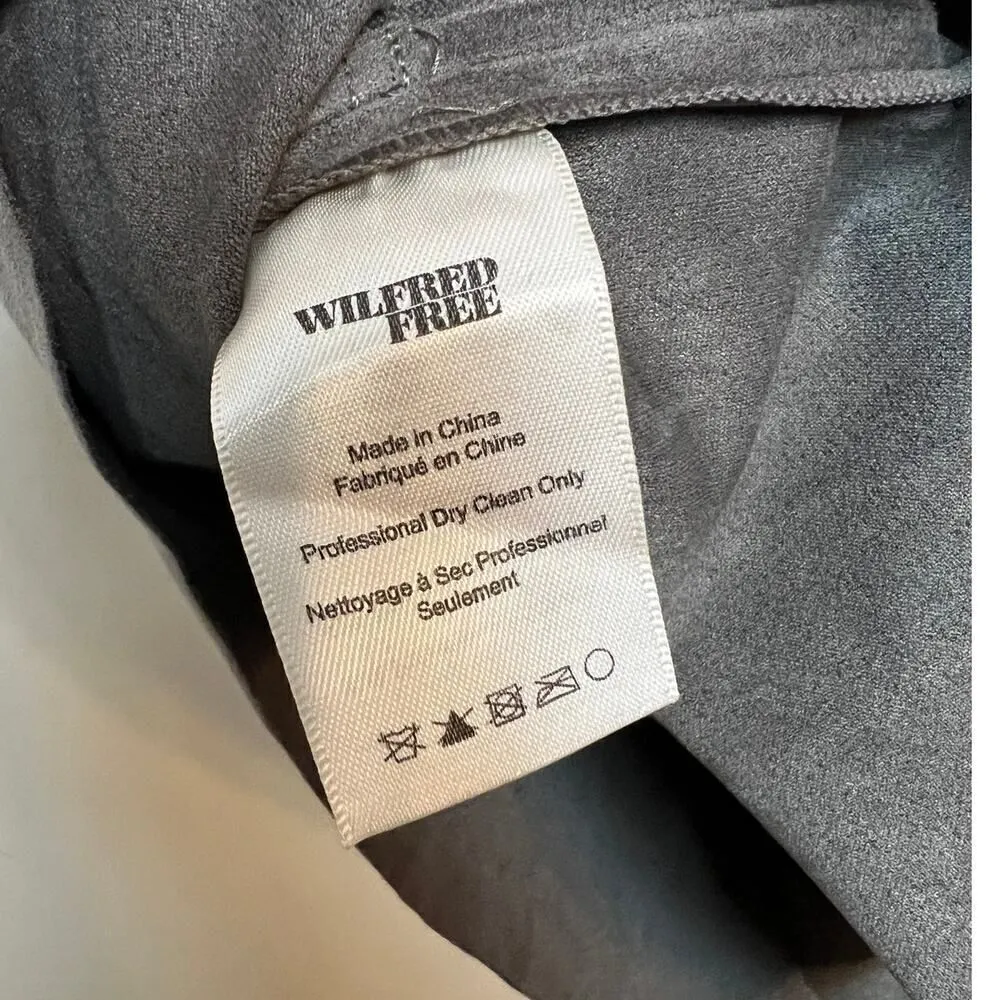 WILFRED
FREE
Made in China
Fabriqué en Chine
Professional Dry Clean Only
Nettoyage à Sec Professionnel
Seulement